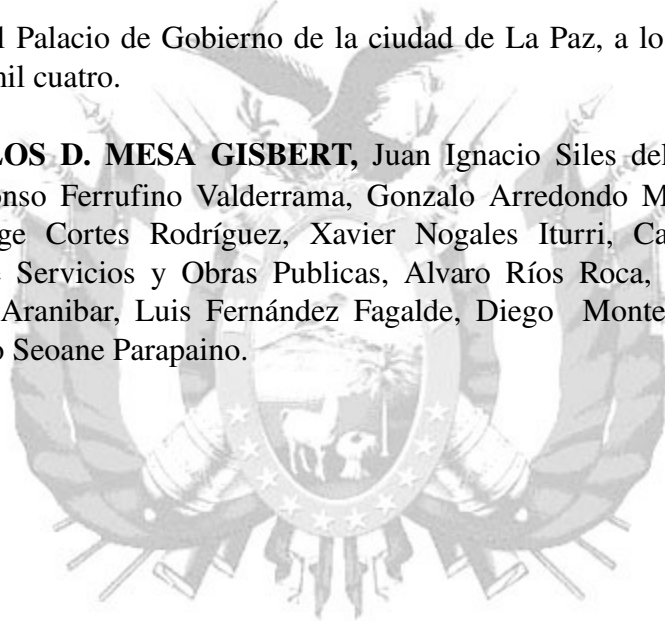 l Palacio de Gobierno de la ciudad de La Paz, a lo
nil cuatro.
LOS D. MESA GISBERT, Juan Ignacio Siles del
onso Ferrufino Valderrama, Gonzalo Arredondo M
ge Cortes Rodríguez, Xavier Nogales Iturri, Ca
Servicios y Obras Publicas, Alvaro Ríos Roca,
Aranibar, Luis Fernández Fagalde, Diego Monte
o Seoane Parapaino.